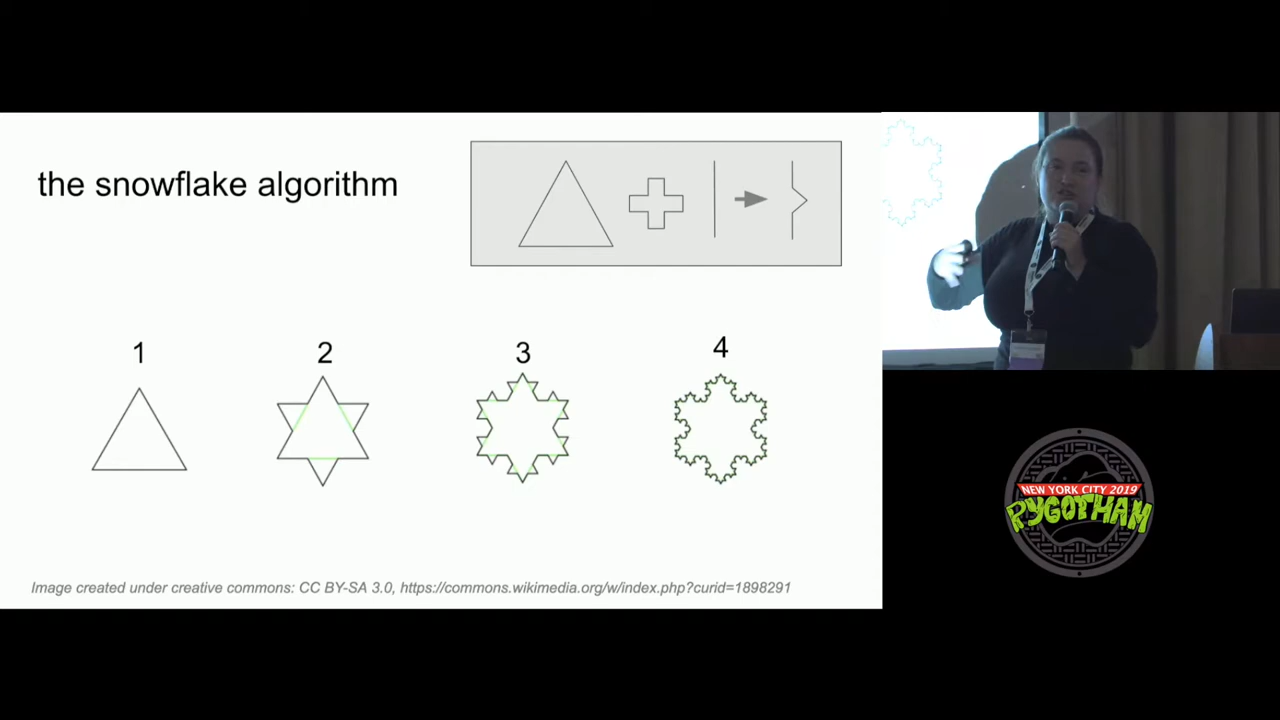 the snowflake algorithm
1
2
3
4
Image created under creative commons: CC BY-SA 3.0, https://commons.wikimedia.org/w/index.php?curid=1898291
NEW YORK CITY 2019
PYGOTHAM